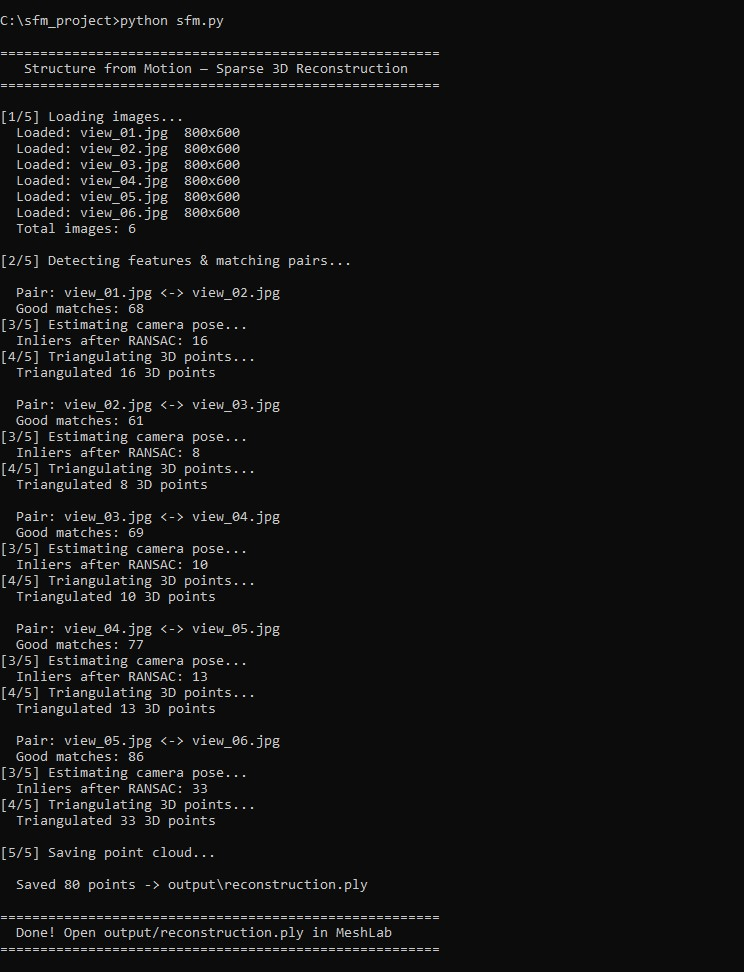 C:\sfm_project>python sfm.py
=======================================================
Structure from Motion — Sparse 3D Reconstruction
=======================================================
[1/5] Loading images...
Loaded: view_01.jpg  800x600
Loaded: view_02.jpg  800x600
Loaded: view_03.jpg  800x600
Loaded: view_04.jpg  800x600
Loaded: view_05.jpg  800x600
Loaded: view_06.jpg  800x600
Total images: 6
[2/5] Detecting features & matching pairs...
Pair: view_01.jpg <-> view_02.jpg
Good matches: 68
[3/5] Estimating camera pose...
Inliers after RANSAC: 16
[4/5] Triangulating 3D points...
Triangulated 16 3D points
Pair: view_02.jpg <-> view_03.jpg
Good matches: 61
[3/5] Estimating camera pose...
Inliers after RANSAC: 8
[4/5] Triangulating 3D points...
Triangulated 8 3D points
Pair: view_03.jpg <-> view_04.jpg
Good matches: 69
[3/5] Estimating camera pose...
Inliers after RANSAC: 10
[4/5] Triangulating 3D points...
Triangulated 10 3D points
Pair: view_04.jpg <-> view_05.jpg
Good matches: 77
[3/5] Estimating camera pose...
Inliers after RANSAC: 13
[4/5] Triangulating 3D points...
Triangulated 13 3D points
Pair: view_05.jpg <-> view_06.jpg
Good matches: 86
[3/5] Estimating camera pose...
Inliers after RANSAC: 33
[4/5] Triangulating 3D points...
Triangulated 33 3D points
[5/5] Saving point cloud...
Saved 80 points -> output\reconstruction.ply
=======================================================
Done! Open output/reconstruction.ply in MeshLab
=======================================================